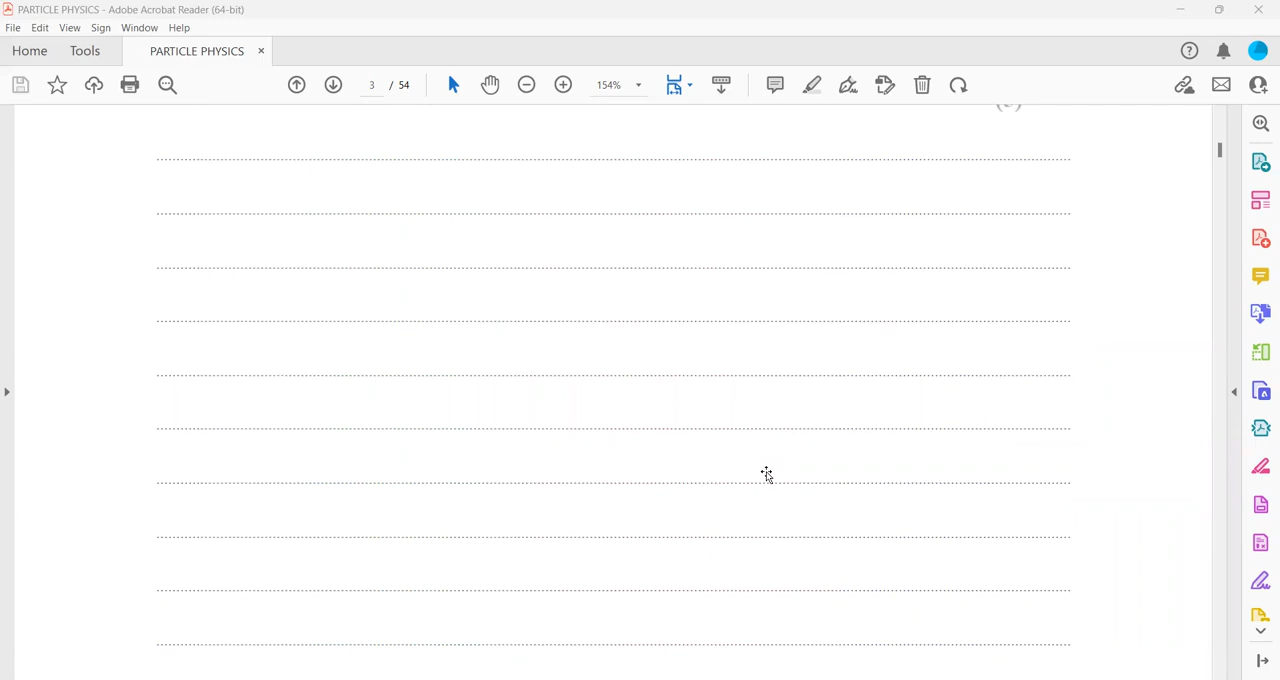 PARTICLE PHYSICS - Adobe Acrobat Reader (64-bit)
File Edit View Sign Window Help
Home Tools PARTICLE PHYSICS
3 / 54 154%